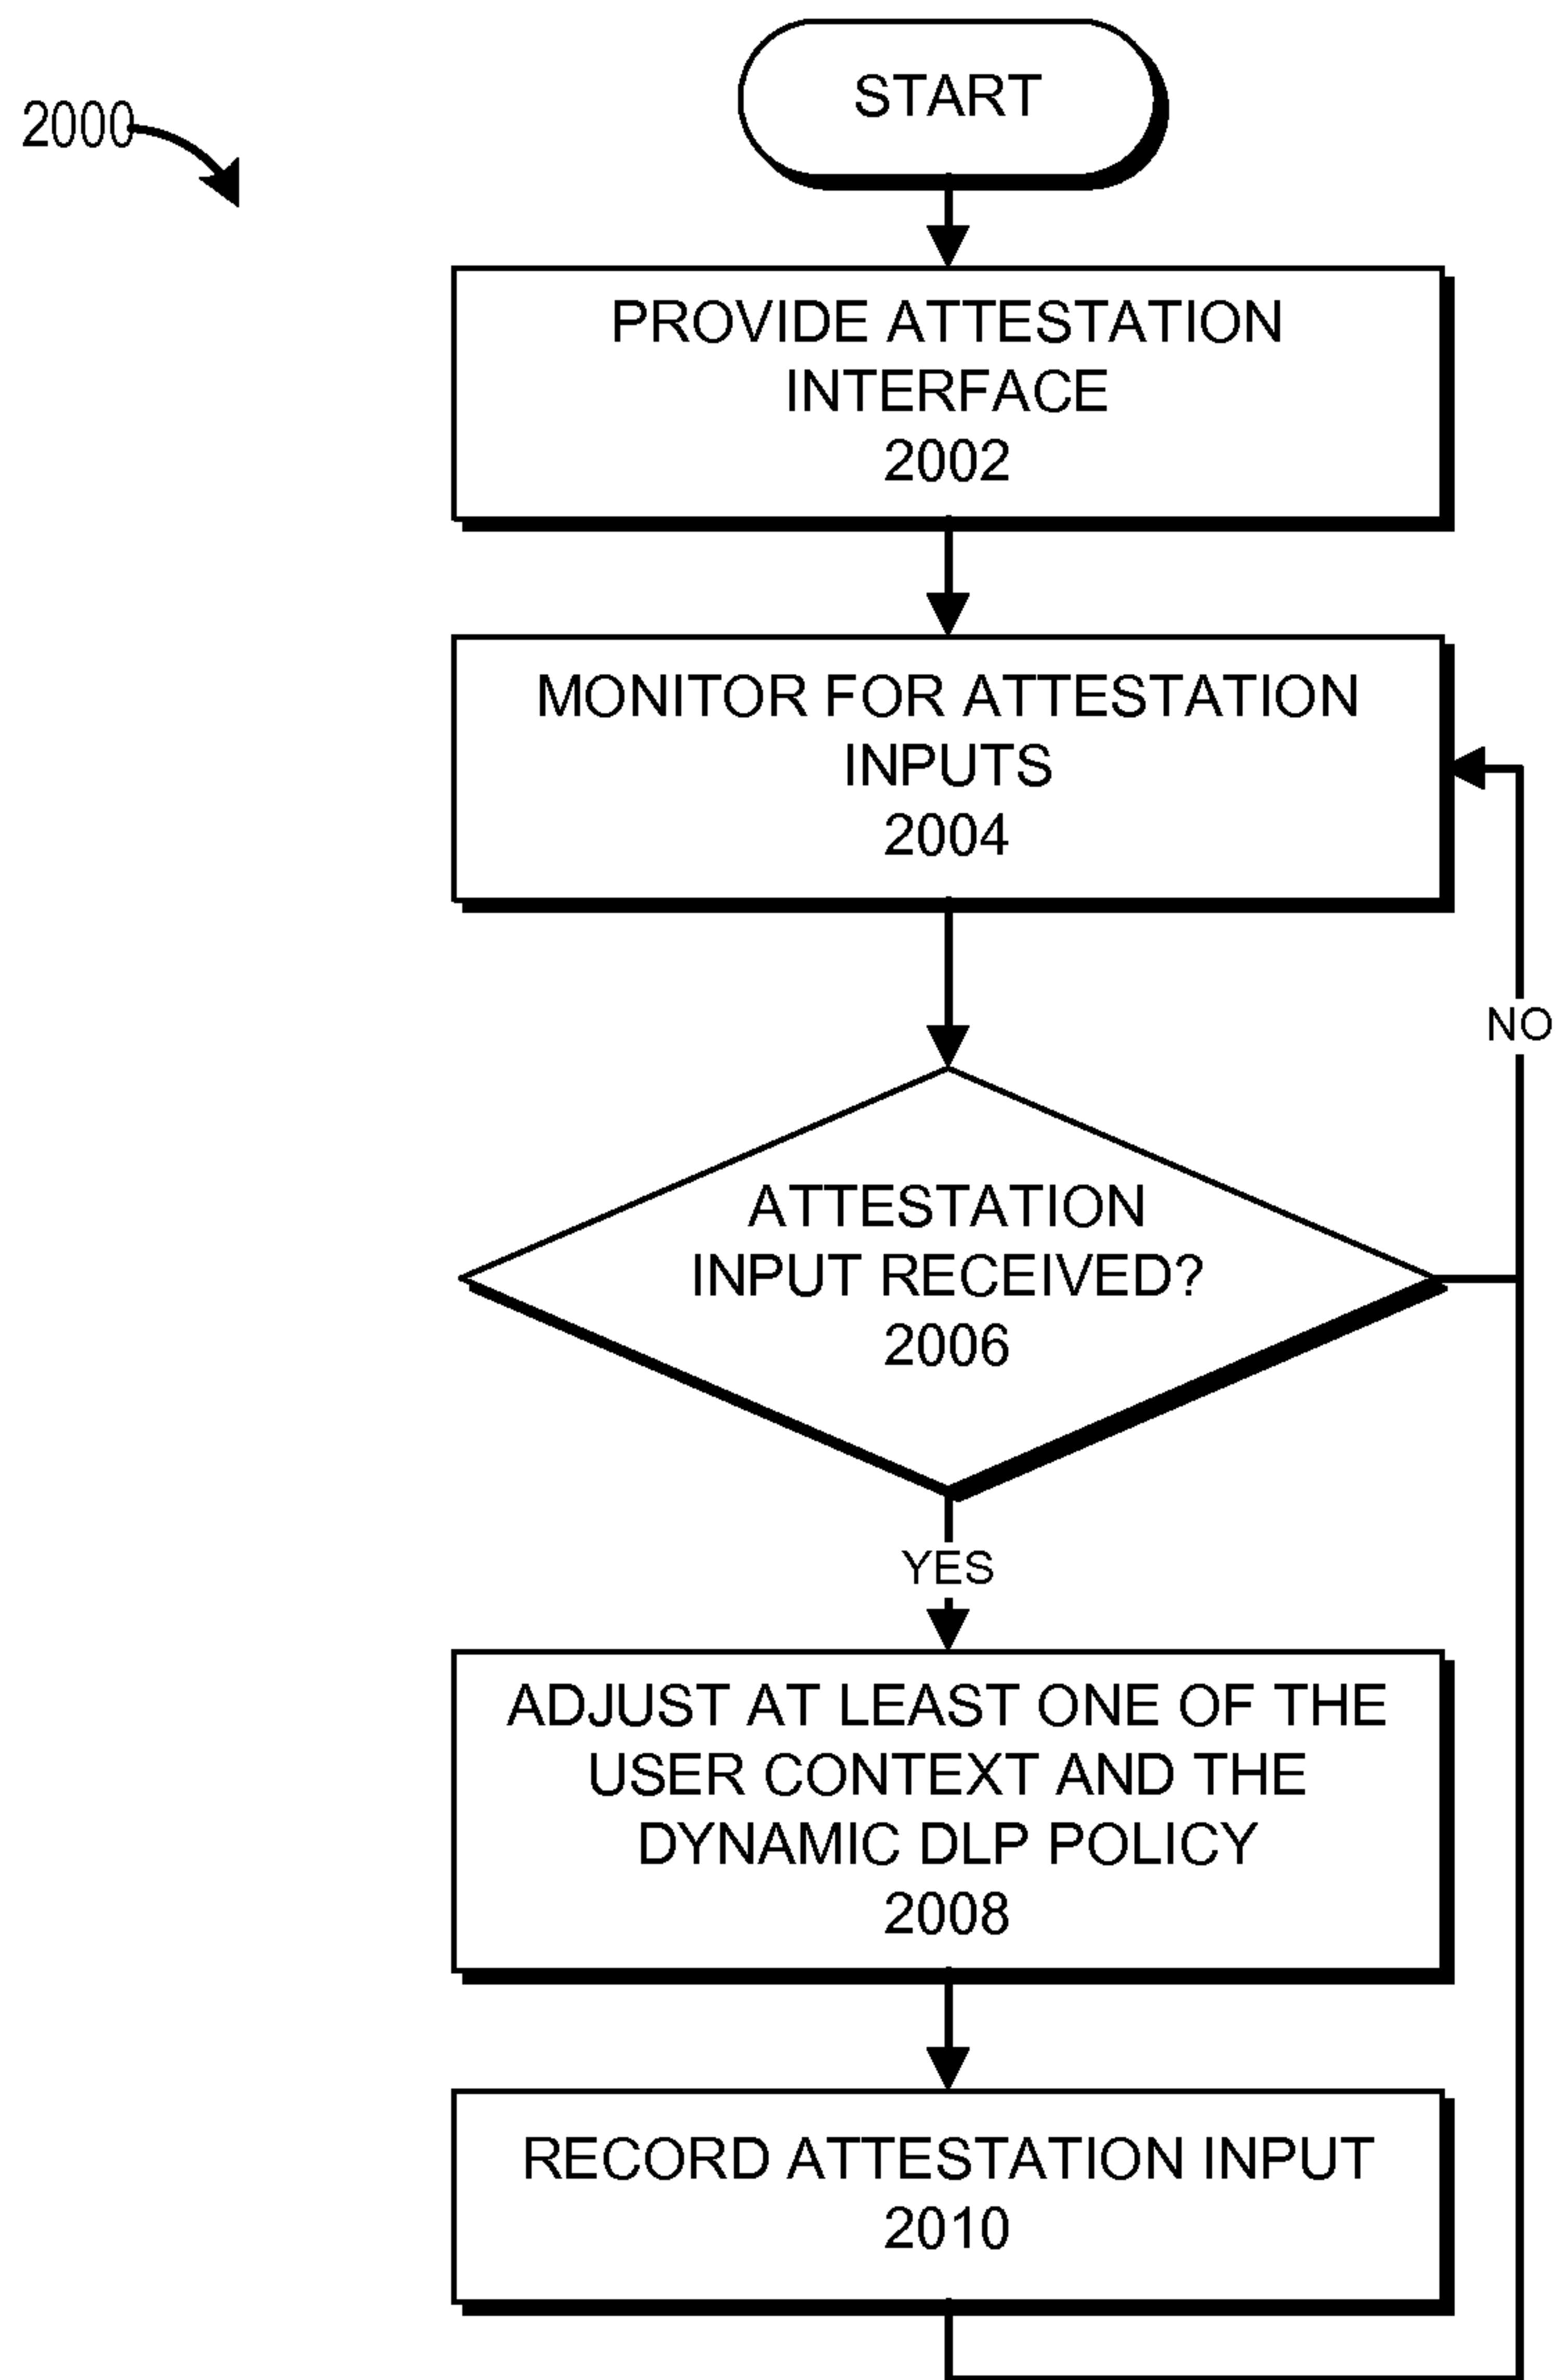 2000
START
PROVIDE ATTESTATION
INTERFACE
2002
MONITOR FOR ATTESTATION
INPUTS
2004
NO
ATTESTATION
INPUT RECEIVED?
2006
YES
ADJUST AT LEAST ONE OF THE
USER CONTEXT AND THE
DYNAMIC DLP POLICY
2008
RECORD ATTESTATION INPUT
2010